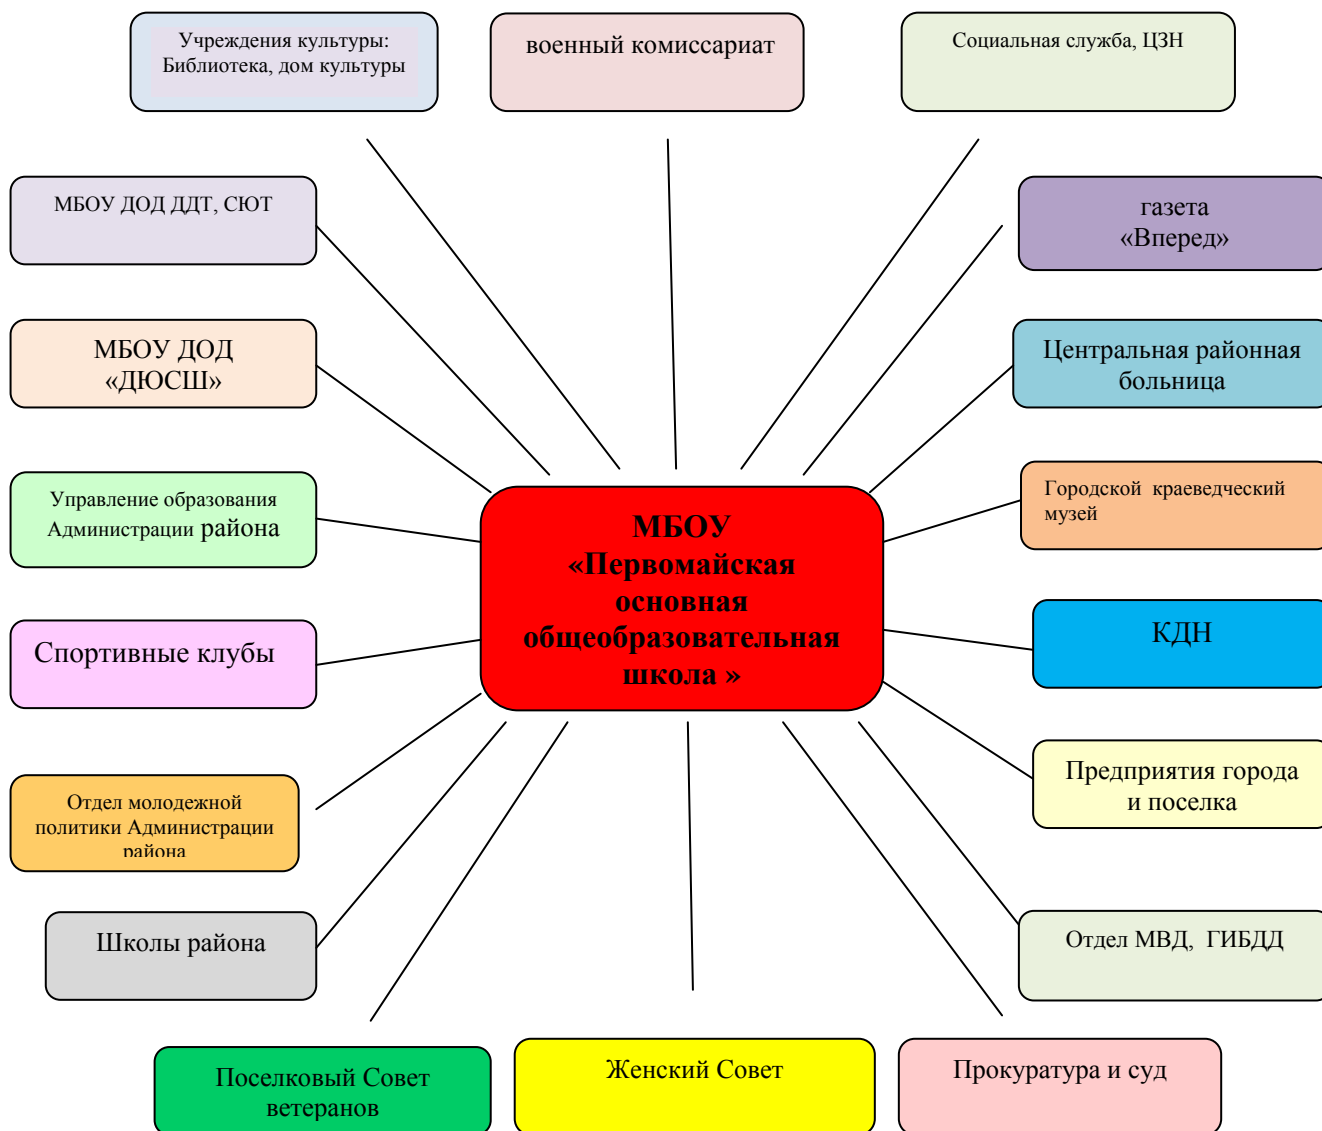 Учреждения культуры:
Библиотека, дом культуры
военный комиссариат
Социальная служба, ЦЗН
МБОУ ДОД ДДТ, СЮТ
газета
«Вперед»
МБОУ ДОД
«ДЮСШ»
Центральная районная
больница
Управление образования
Администрации района
Городской краеведческий
музей
МБОУ
«Первомайская
основная
общеобразовательная
школа »
Спортивные клубы
КДН
Отдел молодежной
политики Администрации
района
Предприятия города
и поселка
Школы района
Отдел МВД, ГИБДД
Поселковый Совет
ветеранов
Женский Совет
Прокуратура и суд